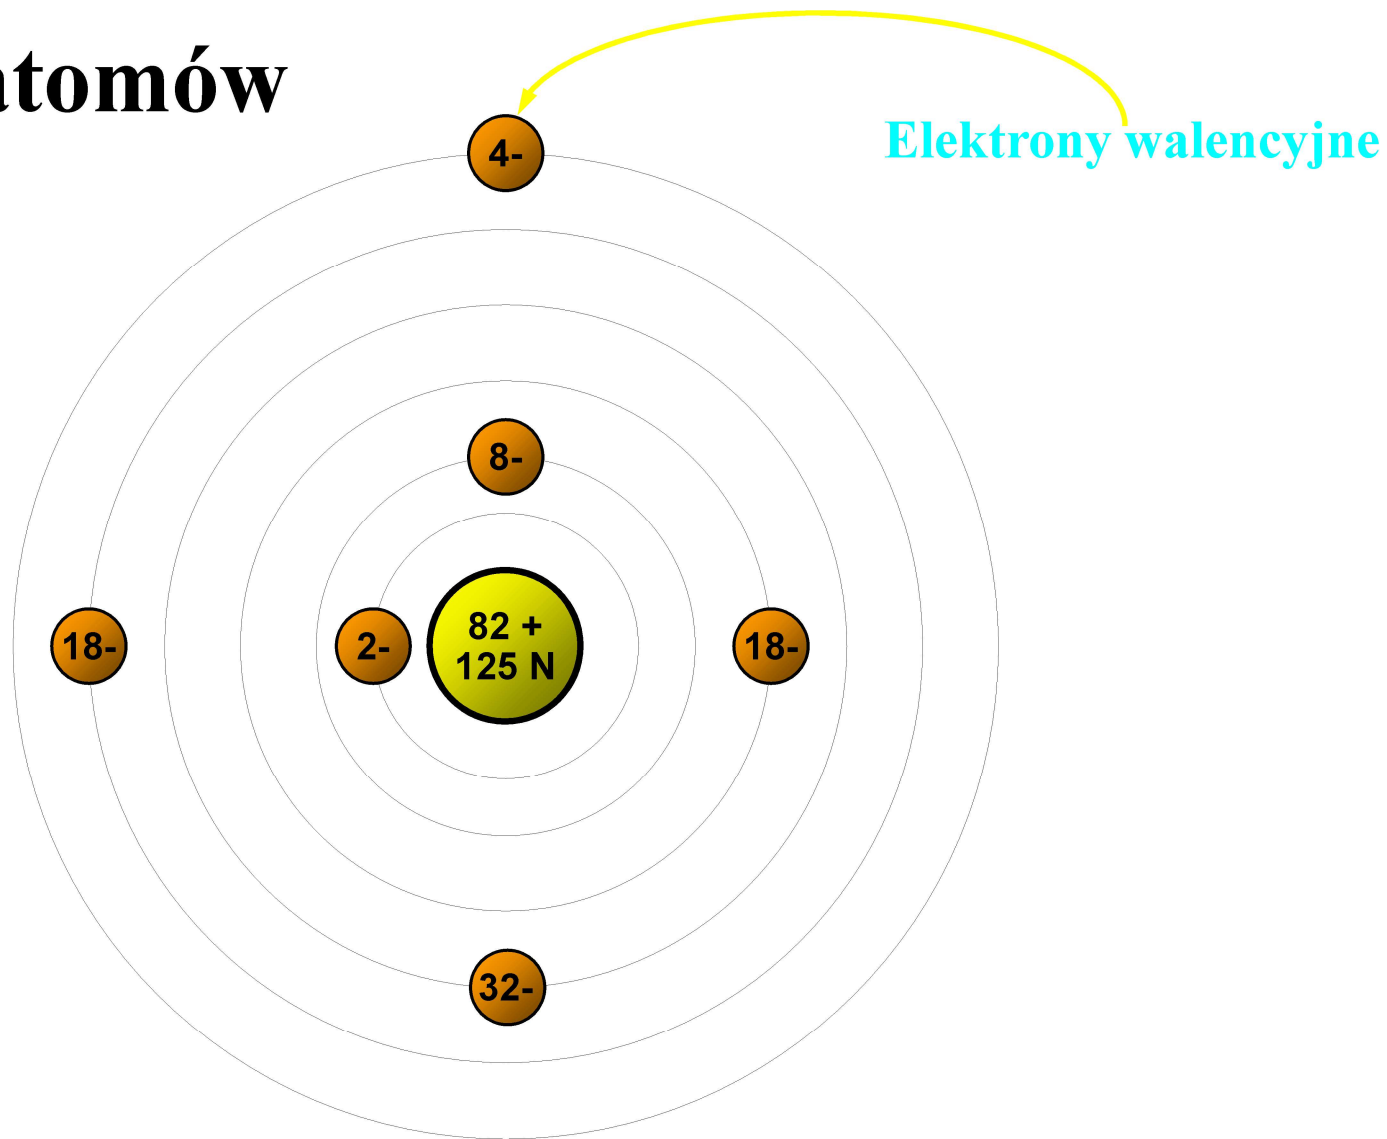 atomów
Elektrony walencyjne
4-
8-
18-
2-
82 +
125 N
18-
32-